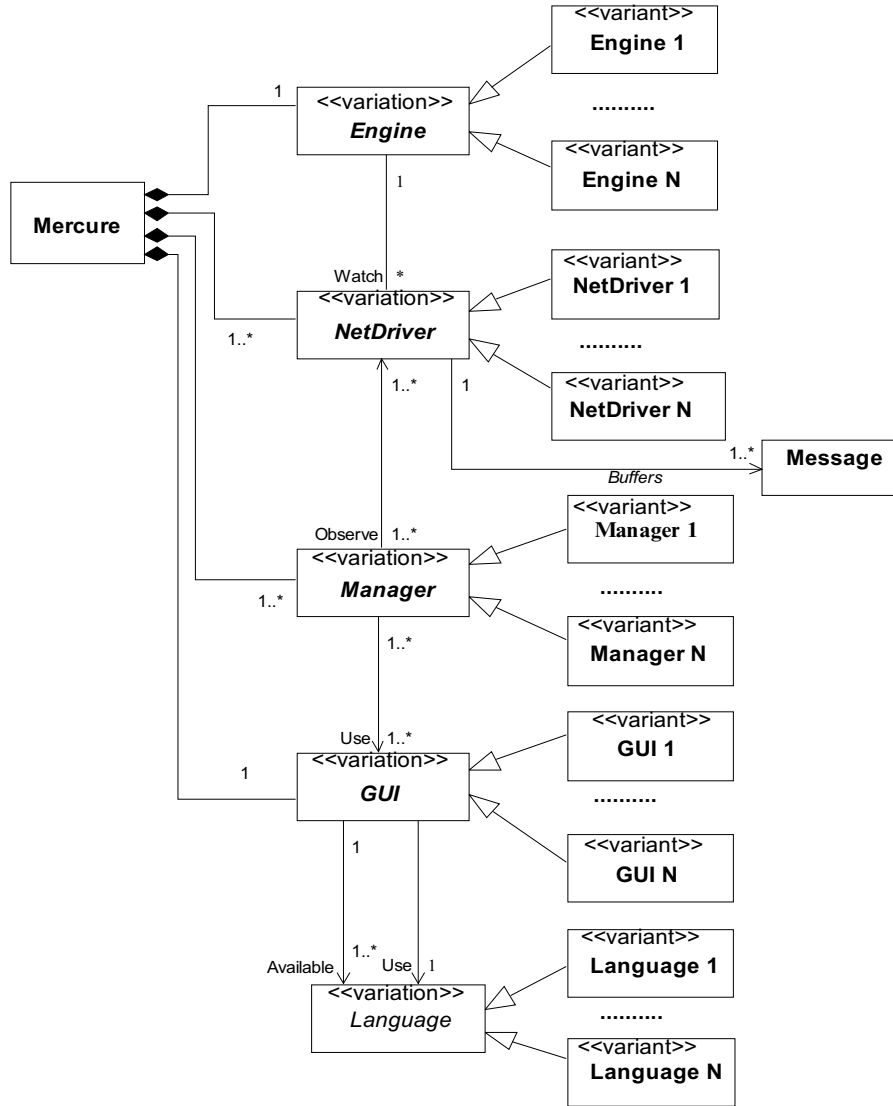 <<variant>>
Engine 1
1
<<variation>>
Engine
..........
<<variant>>
Engine N
Mercure
1
Watch *
<<variation>>
NetDriver
1..*
<<variant>>
NetDriver 1
..........
<<variant>>
NetDriver N
1..*
1
1..*
Message
Buffers
Observe 1..*
<<variation>>
Manager
1..*
<<variant>>
Manager 1
..........
<<variant>>
Manager N
1..*
Use 1..*
<<variation>>
GUI
1
<<variant>>
GUI 1
..........
<<variant>>
GUI N
1
1..*
Available
Use 1
<<variation>>
Language
<<variant>>
Language 1
..........
<<variant>>
Language N